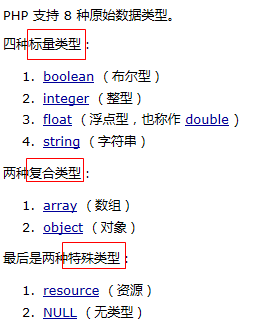 PHP 支持 8 种原始数据类型。
四种标量类型：
1. boolean（布尔型）
2. integer（整型）
3. float（浮点型，也称作 double)
4. string（字符串）
两种复合类型：
1. array（数组）
2. object（对象）
最后是两种特殊类型：
1. resource（资源）
2. NULL（无类型）